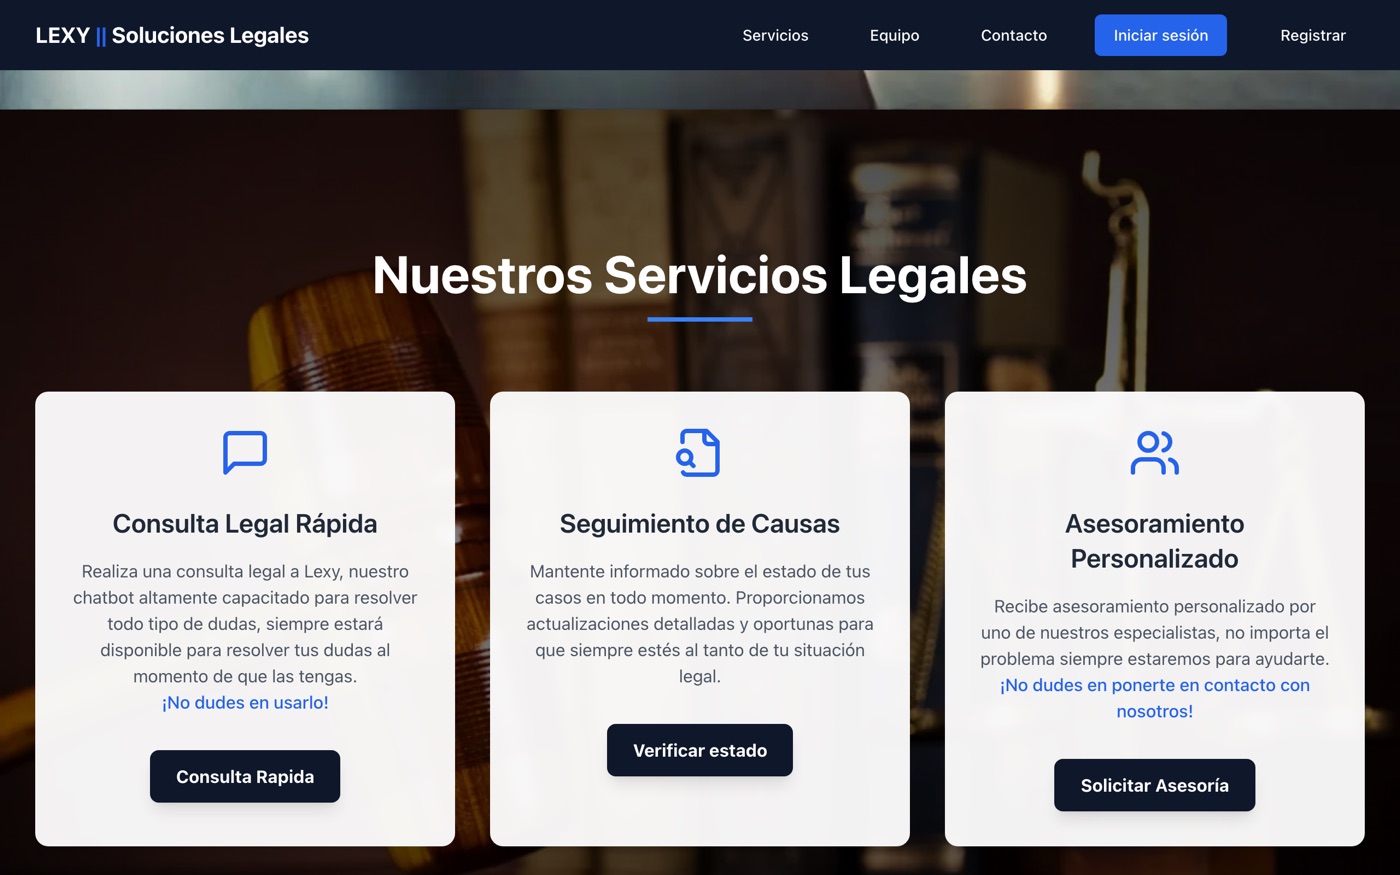 LEXY || Soluciones Legales
Servicios
Equipo
Contacto
Iniciar sesión
Registrar
Nuestros Servicios Legales
Consulta Legal Rápida
Realiza una consulta legal a Lexy, nuestro
chatbot altamente capacitado para resolver
todo tipo de dudas, siempre estará
disponible para resolver tus dudas al
momento de que las tengas.
¡No dudes en usarlo!
Consulta Rapida
Seguimiento de Causas
Mantente informado sobre el estado de tus
casos en todo momento. Proporcionamos
actualizaciones detalladas y oportunas para
que siempre estés al tanto de tu situación
legal.
Verificar estado
Asesoramiento
Personalizado
Recibe asesoramiento personalizado por
uno de nuestros especialistas, no importa el
problema siempre estaremos para ayudarte.
¡No dudes en ponerte en contacto con
nosotros!
Solicitar Asesoría